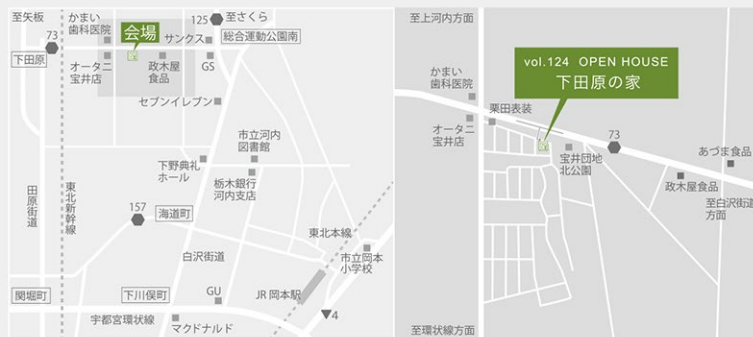 至矢板
かまい
歯科医院
会場
125
至さくら
73
サンクス
総合運動公園南
下田原
オータニ
宝井店
政木屋
食品
GS
セブンイレブン
市立河内
図書館
下野典礼
ホール
栃木銀行
河内支店
田原街道
東北新幹線
157
海道町
東北本線
白沢街道
市立岡本
小学校
関堀町
下川俣町
GU
JR 岡本駅
4
宇都宮環状線
マクドナルド
至上河内方面
vol.124 OPEN HOUSE
下田原の家
かまい
歯科医院
栗田表装
オータニ
宝井店
宝井団地
北公園
73
あづま食品
政木屋食品
至白沢街道
方面
至環状線方面